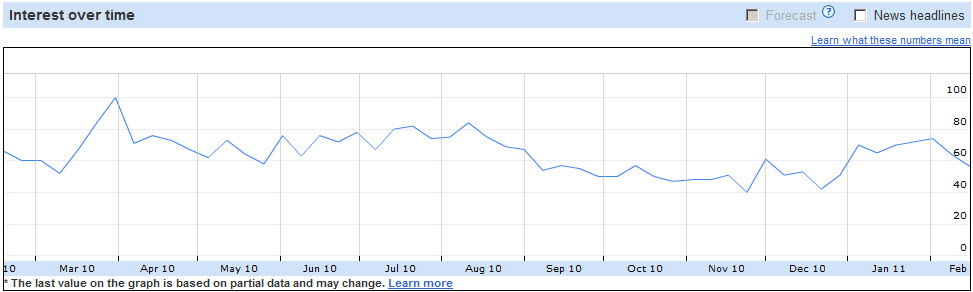 Interest over time Forecast ? News headlines
Learn what these numbers mean
100
80
60
40
20
0
10 Mar 10 Apr 10 May 10 Jun 10 Jul 10 Aug 10 Sep 10 Oct 10 Nov 10 Dec 10 Jan 11 Feb
* The last value on the graph is based on partial data and may change. Learn more